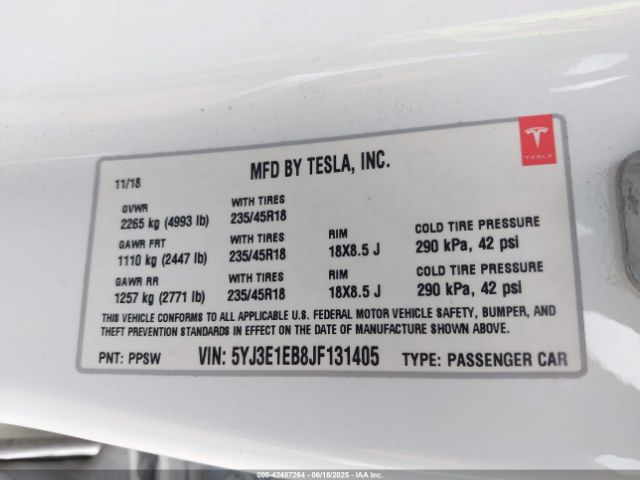 MFD BY TESLA, INC.
TESLA
11/18
GVWR
2265 kg (4993 lb)
WITH TIRES
235/45R18
GAWR FRT
1110 kg (2447 lb)
WITH TIRES
235/45R18
RIM
18X8.5 J
COLD TIRE PRESSURE
290 kPa, 42 psi
GAWR RR
1257 kg (2771 lb)
WITH TIRES
235/45R18
RIM
18X8.5 J
COLD TIRE PRESSURE
290 kPa, 42 psi
THIS VEHICLE CONFORMS TO ALL APPLICABLE U.S. FEDERAL MOTOR VEHICLE SAFETY, BUMPER, AND
THEFT PREVENTION STANDARDS IN EFFECT ON THE DATE OF MANUFACTURE SHOWN ABOVE.
PNT: PPSW VIN: 5YJ3E1EB8JF131405 TYPE: PASSENGER CAR
000-42487264 - 06/18/2025 - IAA Inc.